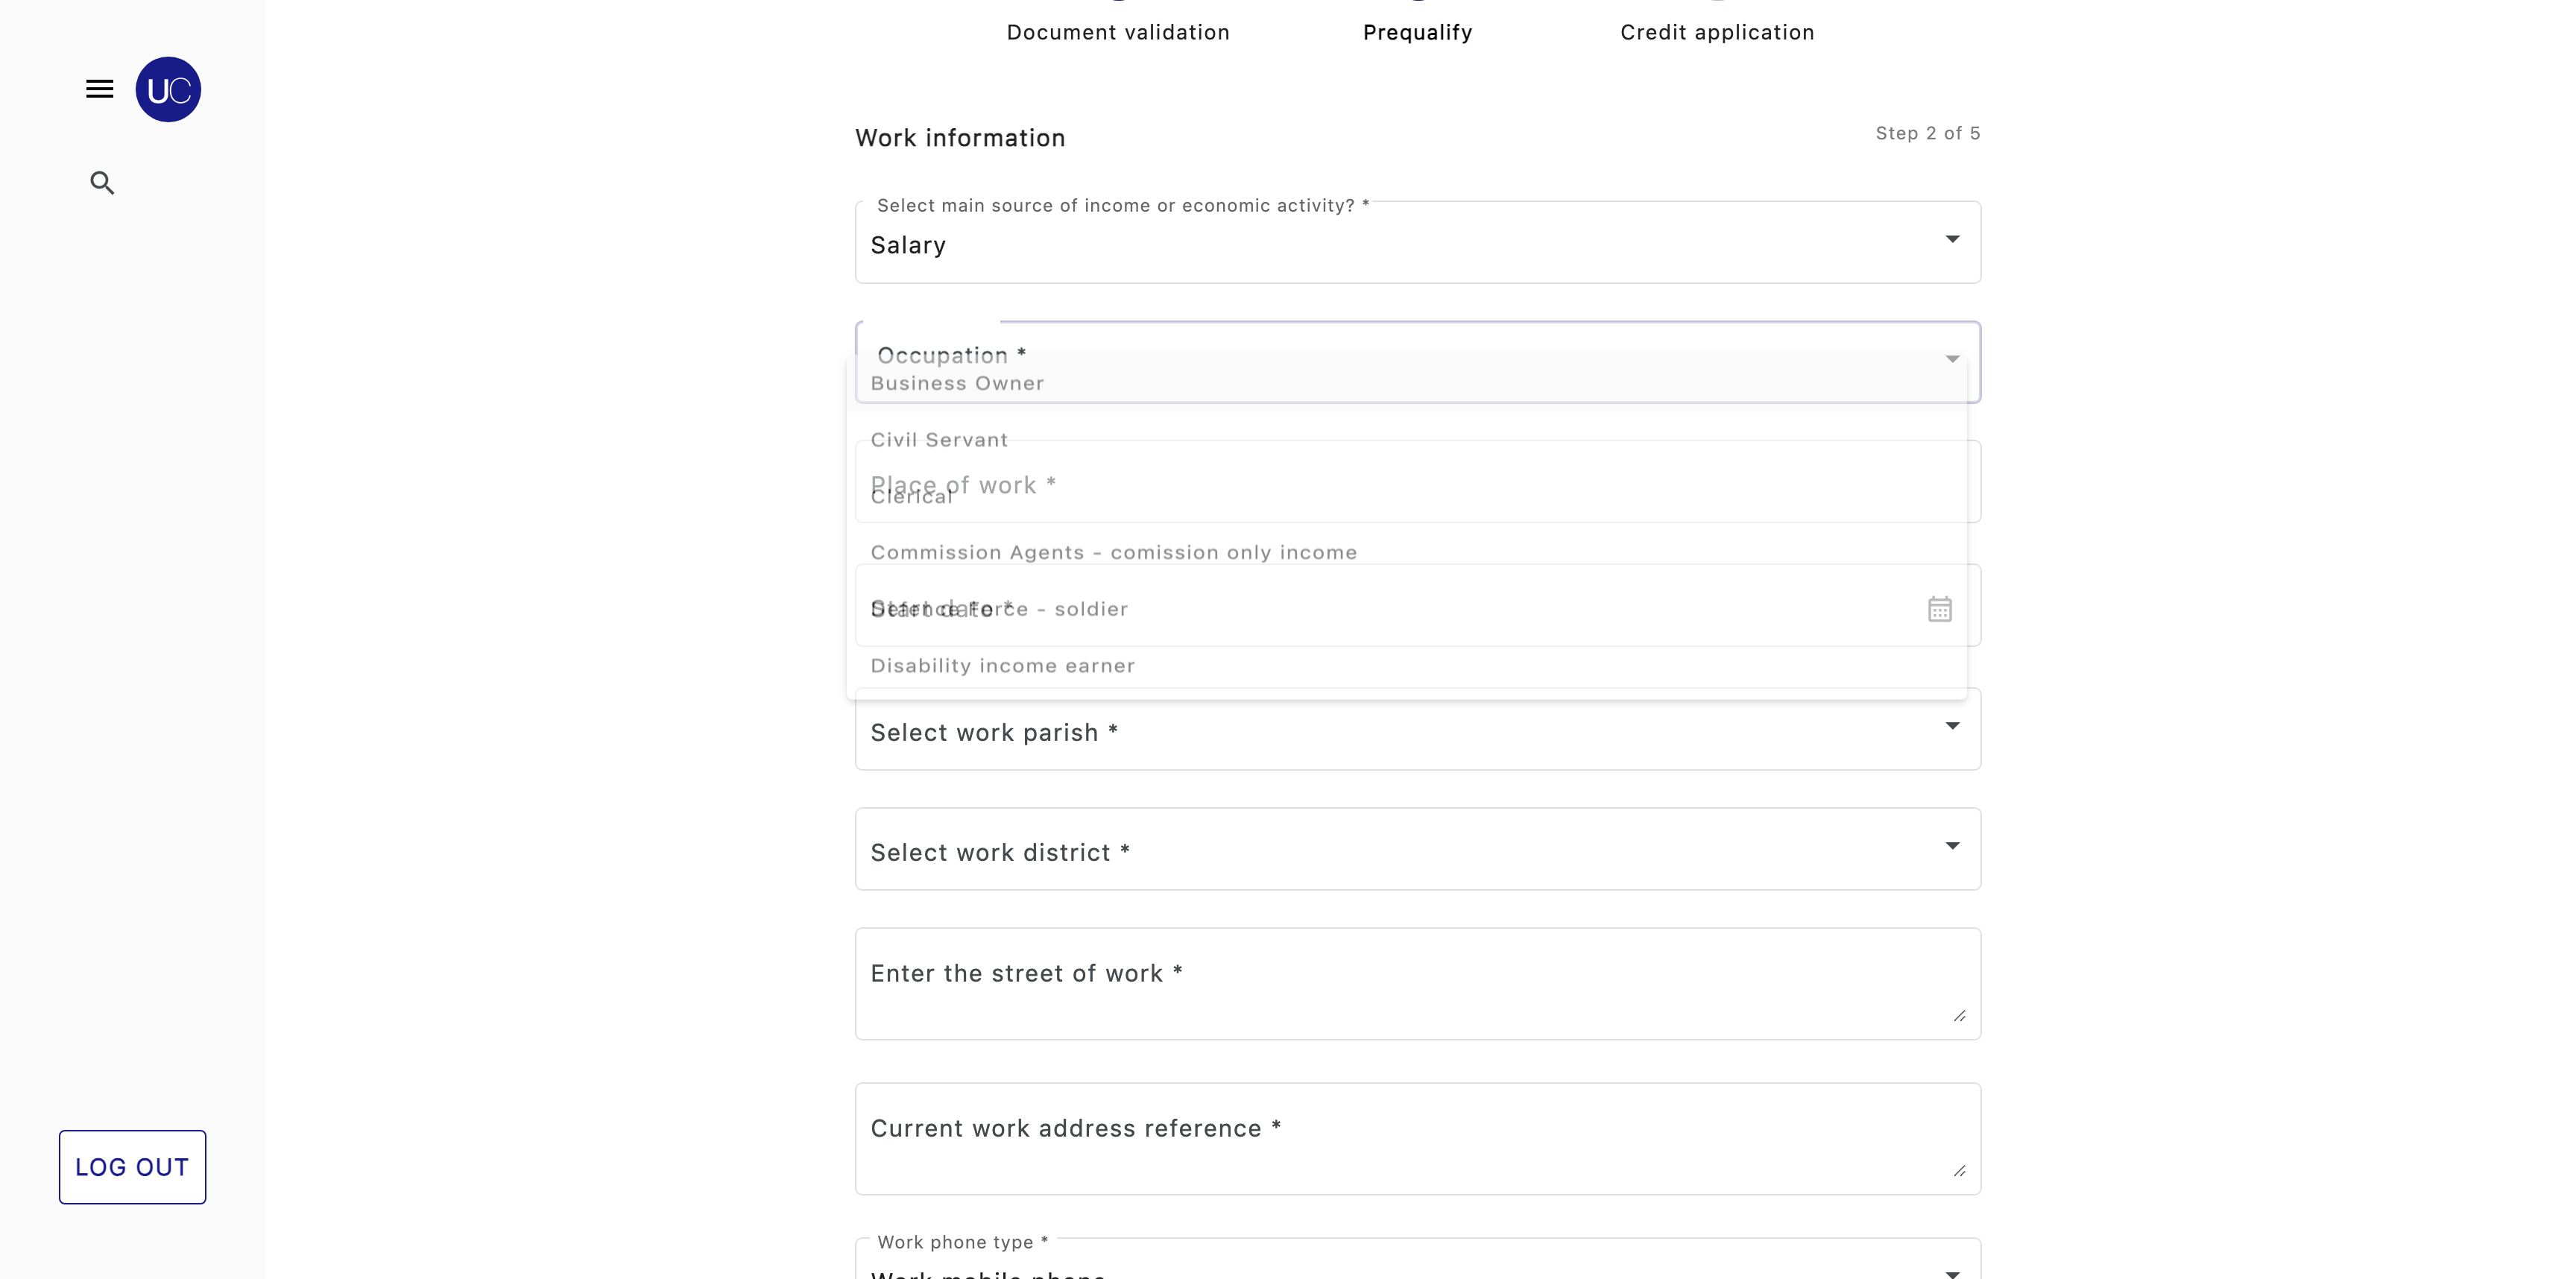 Document validation
Prequalify
Credit application
UC
Work information
Step 2 of 5
Select main source of income or economic activity? *
Salary
Occupation *
Business Owner
Civil Servant
Place of work *
Clerical
Commission Agents - comission only income
Start date *
Defence Force - soldier
Disability income earner
Select work parish *
Select work district *
Enter the street of work *
Current work address reference *
LOG OUT
Work phone type *
Work mobile phone